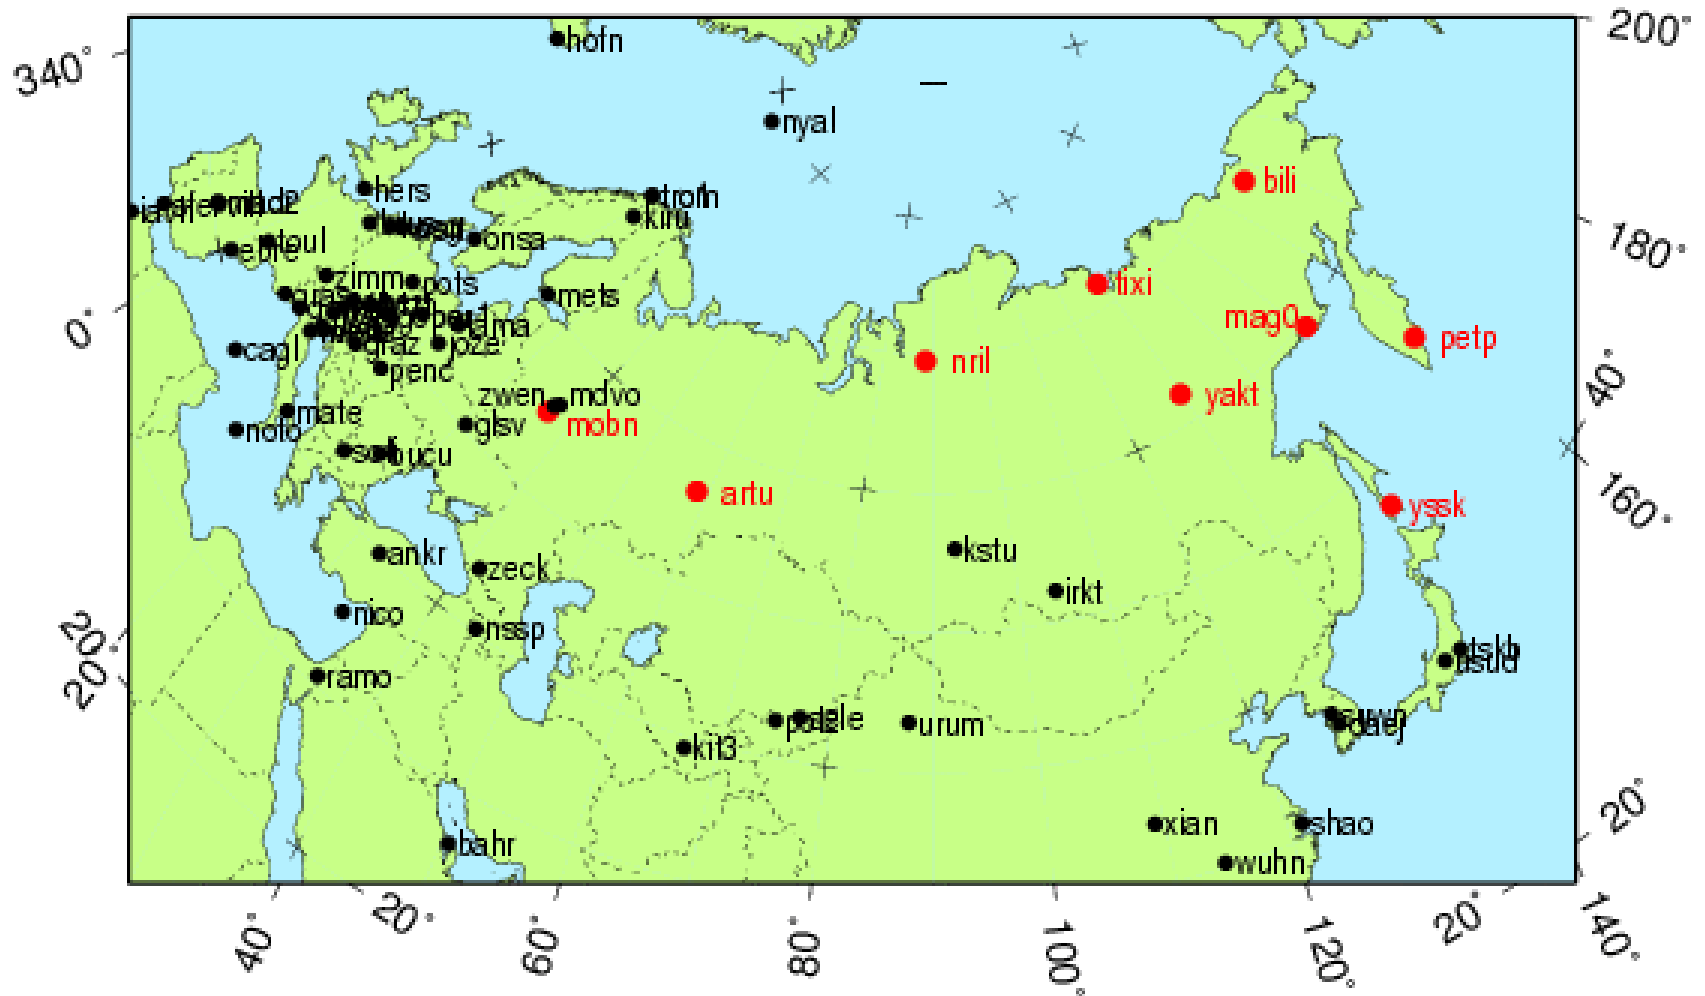 hofn
200°
340°
nyal
bili
hers
kiru
onsa
180°
toul
zimm
pots
tixi
mets
mag0
petp
0°
cagl
graz
joze
nril
40°
penc
zwen
mdvo
yakt
mate
mobn
glsv
noto
bucu
artu
yssk
160°
ankr
kstu
zeck
irkt
nico
nssp
20°
20°
ramo
tskb
usud
urum
daej
kit3
20°
xian
shao
bahr
wuhn
40°
20°
60°
80°
100°
120°
20°
140°